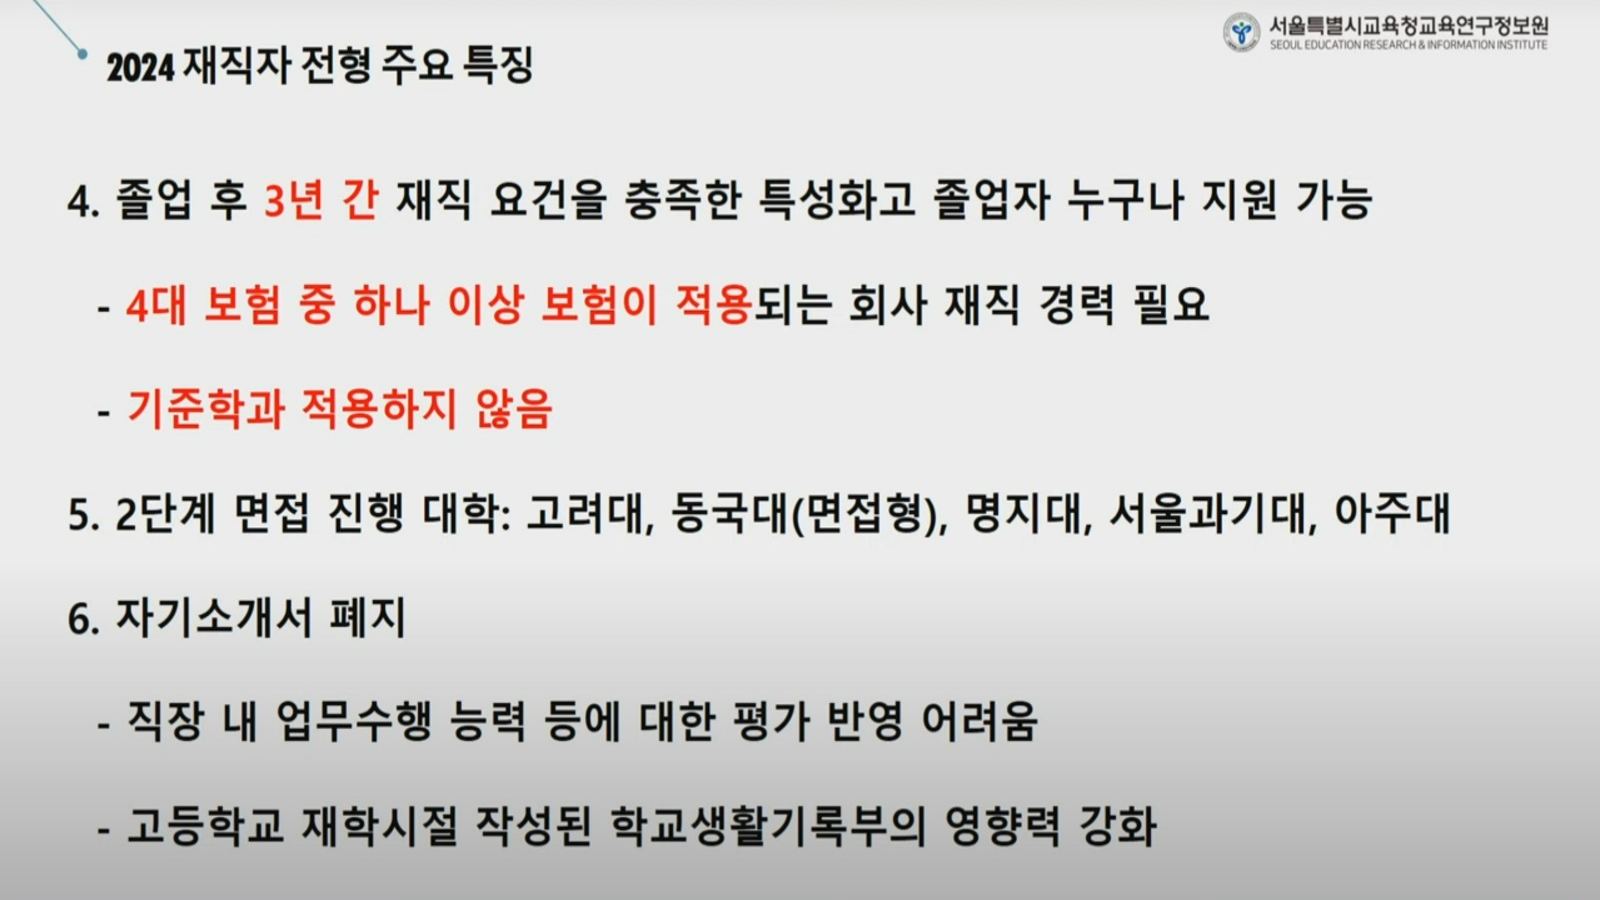 서울특별시교육청교육연구정보원
SEOUL EDUCATION RESEARCH & INFORMATION INSTITUTE
2024 재직자 전형 주요 특징
4. 졸업 후 3년 간 재직 요건을 충족한 특성화고 졸업자 누구나 지원 가능
- 4대 보험 중 하나 이상 보험이 적용되는 회사 재직 경력 필요
- 기준학과 적용하지 않음
5. 2단계 면접 진행 대학: 고려대, 동국대(면접형), 명지대, 서울과기대, 아주대
6. 자기소개서 폐지
- 직장 내 업무수행 능력 등에 대한 평가 반영 어려움
- 고등학교 재학시절 작성된 학교생활기록부의 영향력 강화